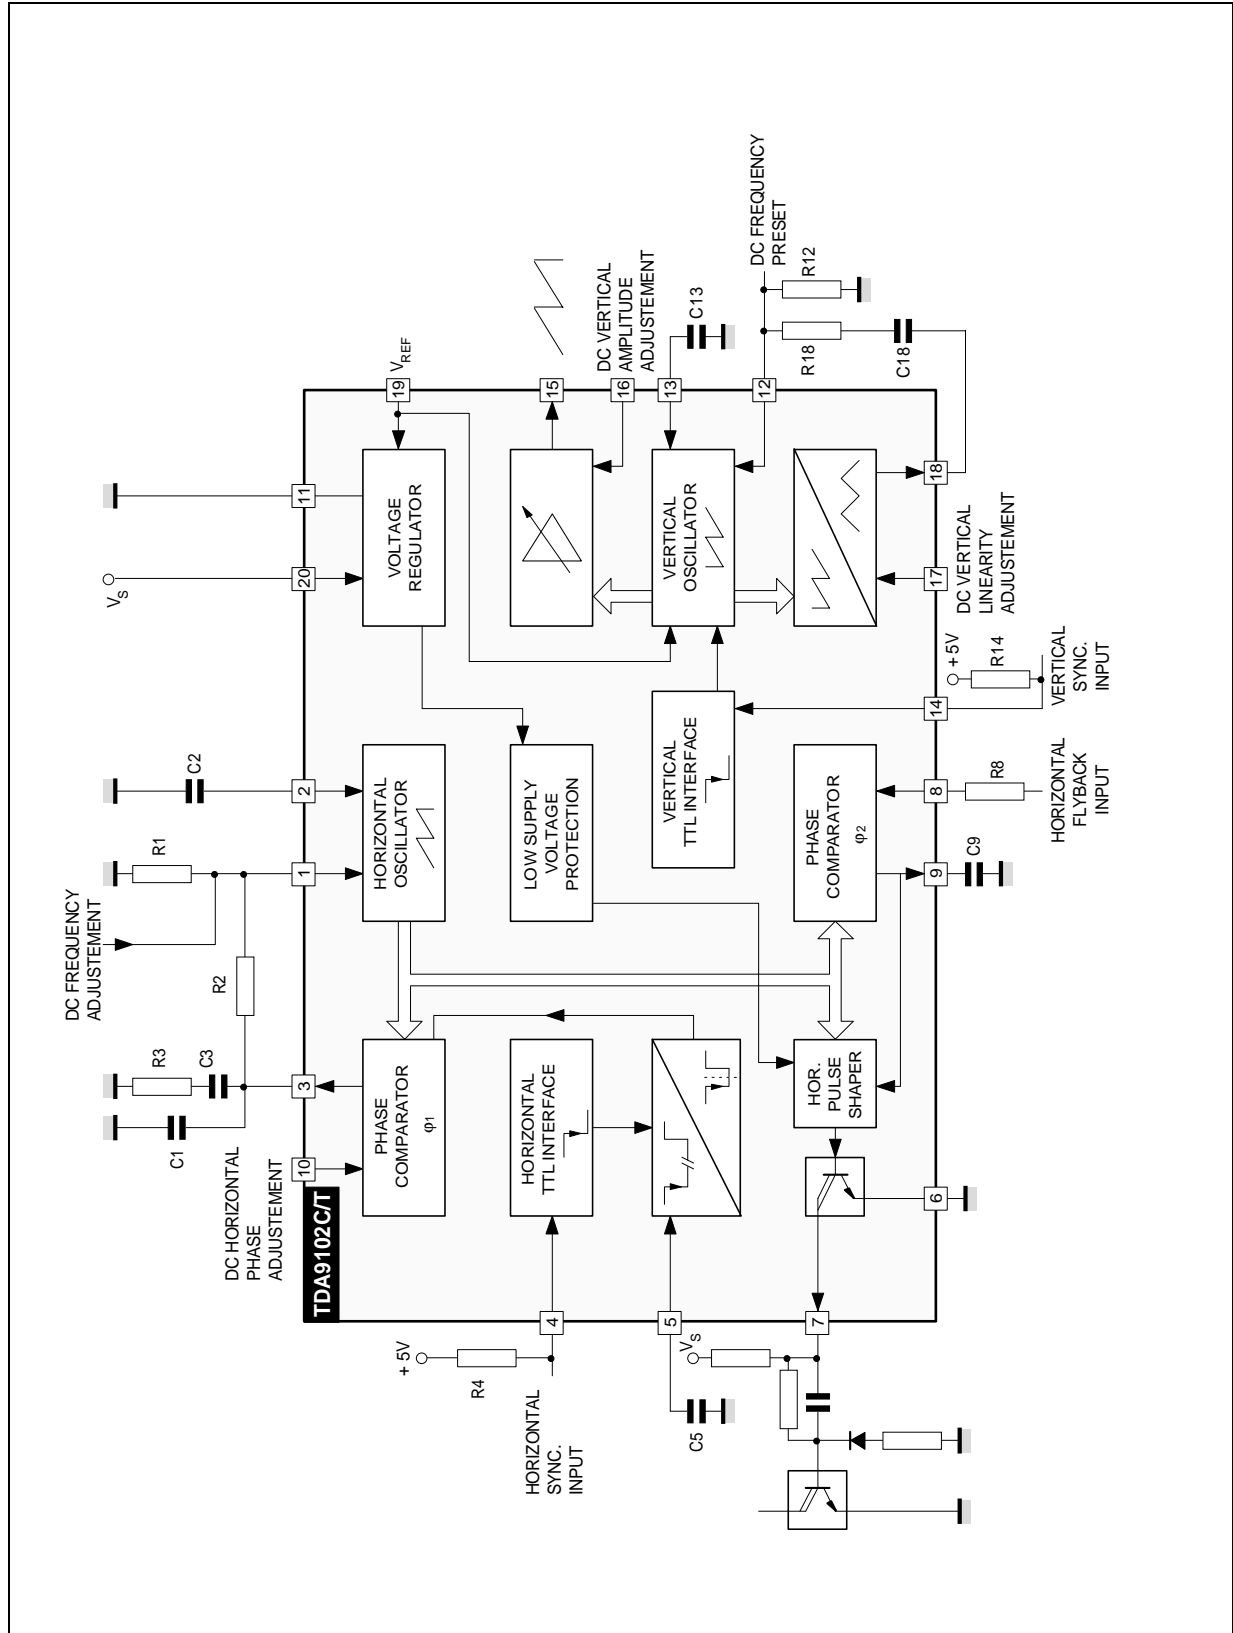 DC HORIZONTAL
PHASE
ADJUSTEMENT
C1
R3
C3
R2
DC FREQUENCY
ADJUSTEMENT
R1
C2
VS
10
3
1
2
20
11
TDA9102C/T
PHASE
COMPARATOR
φ1
HORIZONTAL
OSCILLATOR
VOLTAGE
REGULATOR
19
VREF
+ 5V
R4
HORIZONTAL
SYNC.
INPUT
4
HORIZONTAL
TTL INTERFACE
LOW SUPPLY
VOLTAGE
PROTECTION
15
16
DC VERTICAL
AMPLITUDE
ADJUSTEMENT
C5
5
VERTICAL
TTL INTERFACE
VERTICAL
OSCILLATOR
13
C13
VS
7
HOR.
PULSE
SHAPER
PHASE
COMPARATOR
φ2
12
DC FREQUENCY
PRESET
R12
R18
C18
6
9
8
14
17
18
C9
R8
HORIZONTAL
FLYBACK
INPUT
+ 5V
R14
VERTICAL
SYNC.
INPUT
DC VERTICAL
LINEARITY
ADJUSTEMENT